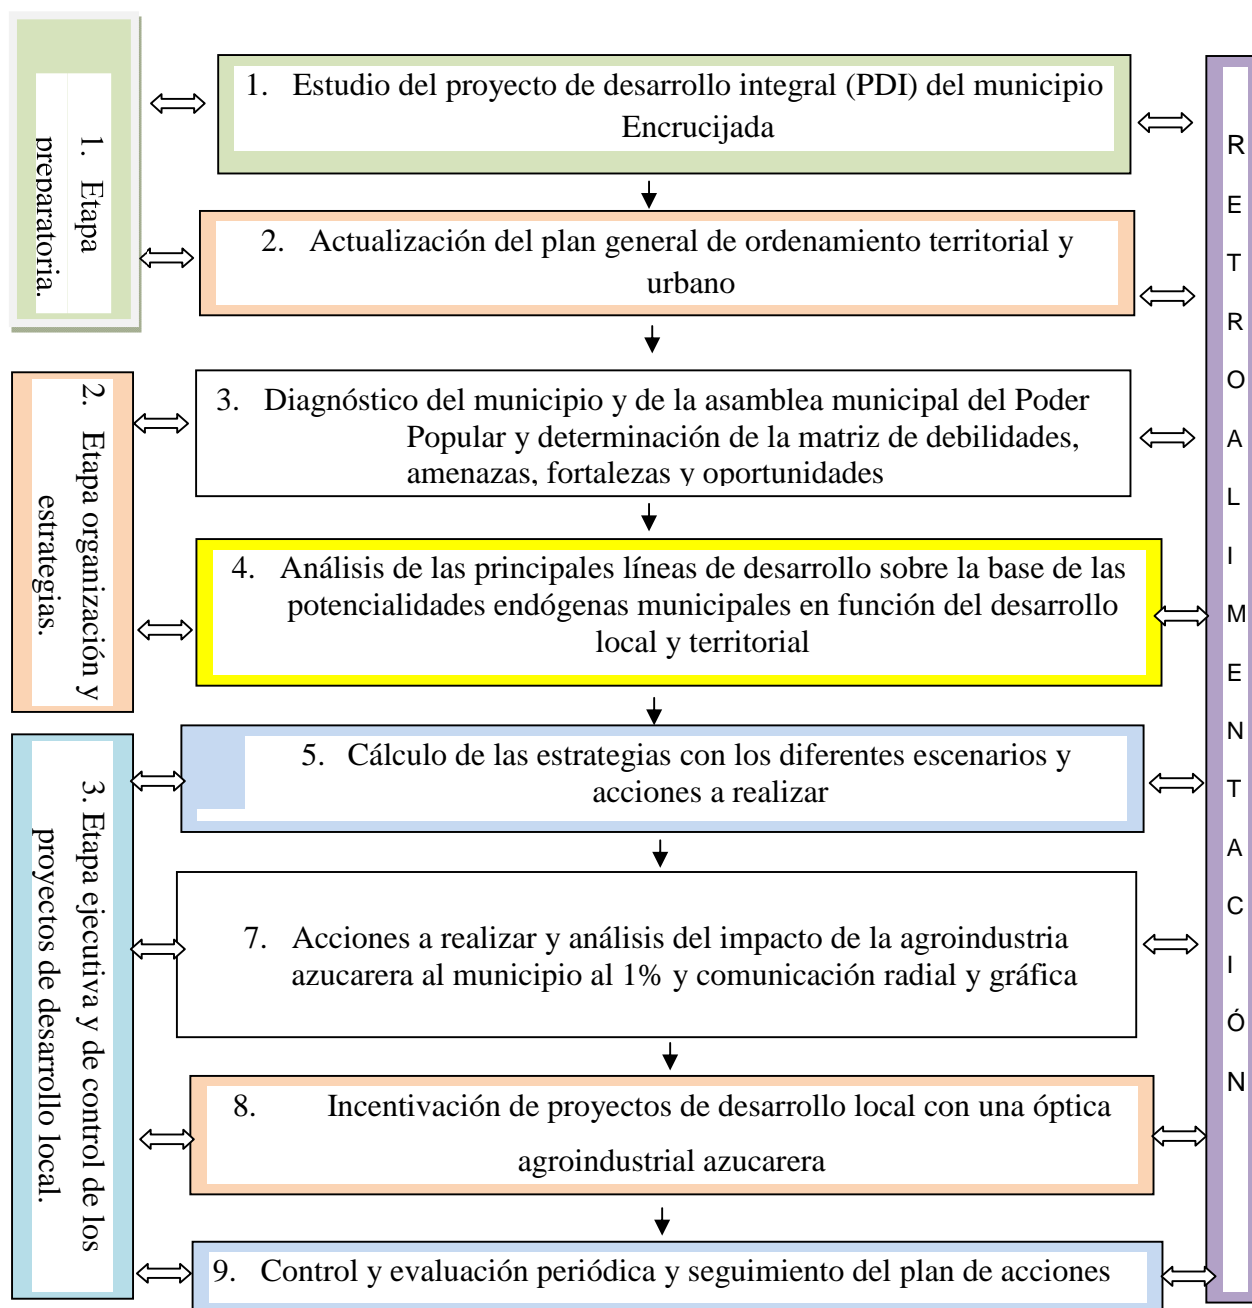 1. Etapa
preparatoria.
1. Estudio del proyecto de desarrollo integral (PDI) del municipio
Encrucijada
2. Actualización del plan general de ordenamiento territorial y
urbano
2. Etapa organización y
estrategias.
3. Diagnóstico del municipio y de la asamblea municipal del Poder
Popular y determinación de la matriz de debilidades,
amenazas, fortalezas y oportunidades
4. Análisis de las principales líneas de desarrollo sobre la base de las
potencialidades endógenas municipales en función del desarrollo
local y territorial
3. Etapa ejecutiva y de control de los
proyectos de desarrollo local.
5. Cálculo de las estrategias con los diferentes escenarios y
acciones a realizar
7. Acciones a realizar y análisis del impacto de la agroindustria
azucarera al municipio al 1% y comunicación radial y gráfica
8. Incentivación de proyectos de desarrollo local con una óptica
agroindustrial azucarera
9. Control y evaluación periódica y seguimiento del plan de acciones
RETROALIMENTACIÓN